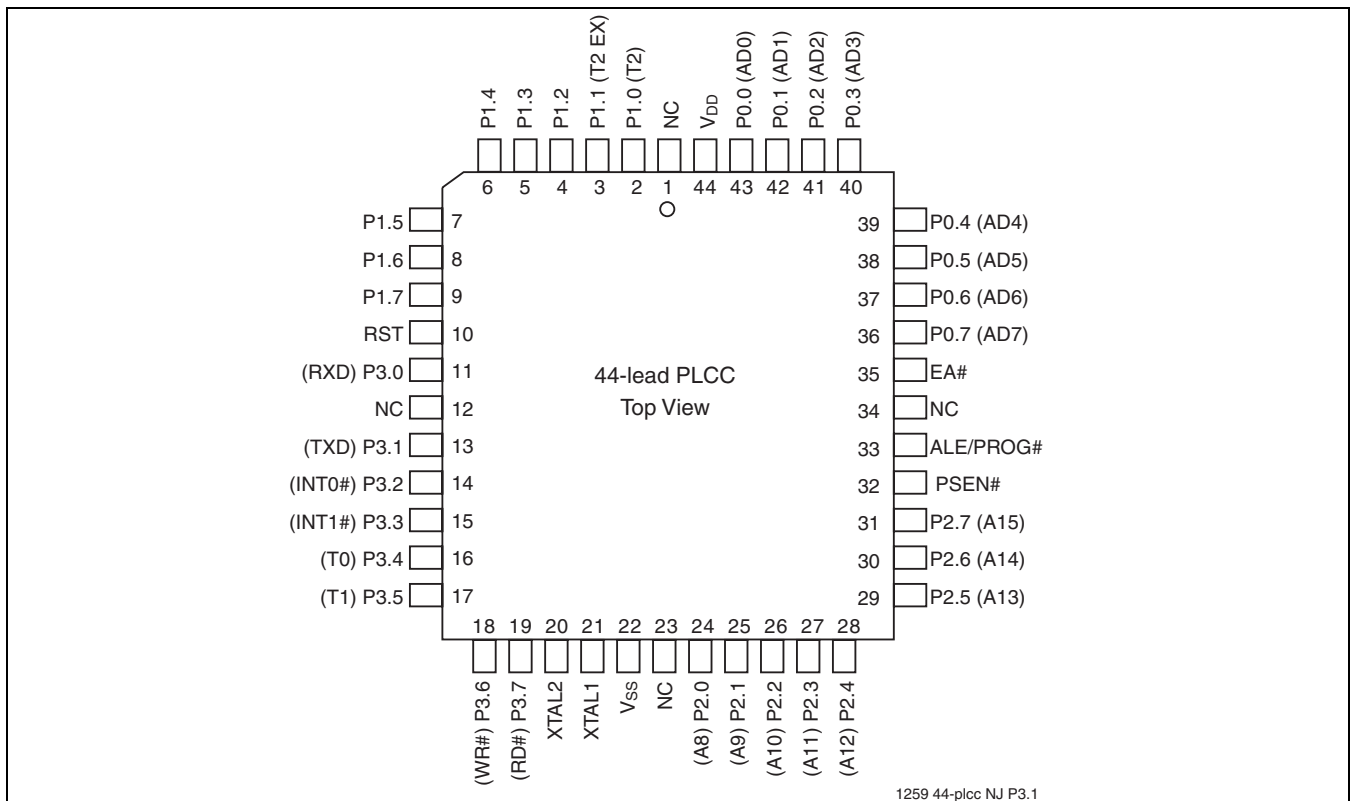 P1.4
P1.3
P1.2
P1.1 (T2 EX)
P1.0 (T2)
NC
VDD
P0.0 (AD0)
P0.1 (AD1)
P0.2 (AD2)
P0.3 (AD3)
6 5 4 3 2 1 44 43 42 41 40
P1.5 7
P1.6 8
P1.7 9
RST 10
(RXD) P3.0 11
NC 12
(TXD) P3.1 13
(INT0#) P3.2 14
(INT1#) P3.3 15
(T0) P3.4 16
(T1) P3.5 17
44-lead PLCC
Top View
39 P0.4 (AD4)
38 P0.5 (AD5)
37 P0.6 (AD6)
36 P0.7 (AD7)
35 EA#
34 NC
33 ALE/PROG#
32 PSEN#
31 P2.7 (A15)
30 P2.6 (A14)
29 P2.5 (A13)
18 19 20 21 22 23 24 25 26 27 28
(WR#) P3.6
(RD#) P3.7
XTAL2
XTAL1
VSS
NC
(A8) P2.0
(A9) P2.1
(A10) P2.2
(A11) P2.3
(A12) P2.4
1259 44-plcc NJ P3.1